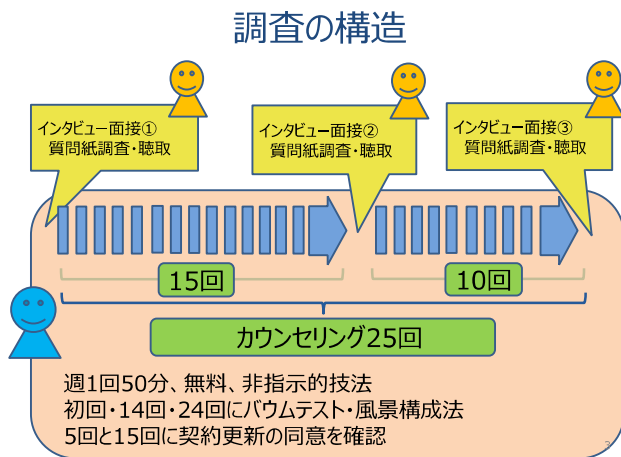 調査の構造
インタビュー面接①
質問紙調査・聴取
インタビュー面接②
質問紙調査・聴取
インタビュー面接③
質問紙調査・聴取
15回
10回
カウンセリング25回
週1回50分、無料、非指示的技法
初回・14回・24回にバウムテスト・風景構成法
5回と15回に契約更新の同意を確認
3